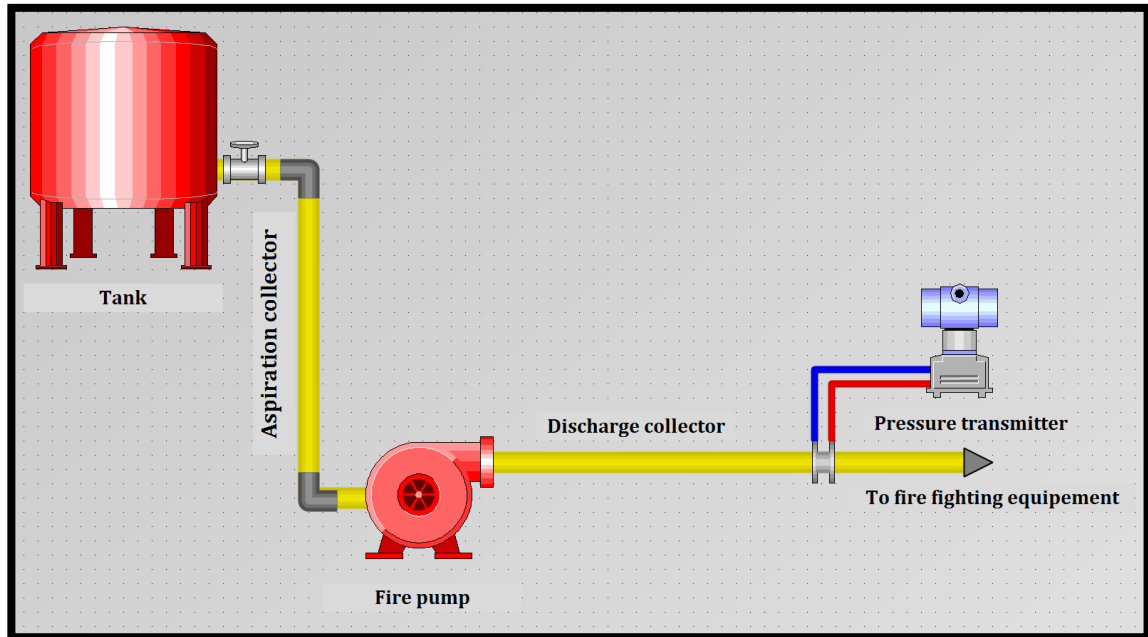 Tank
Aspiration collector
Discharge collector
Pressure transmitter
To fire fighting equipement
Fire pump